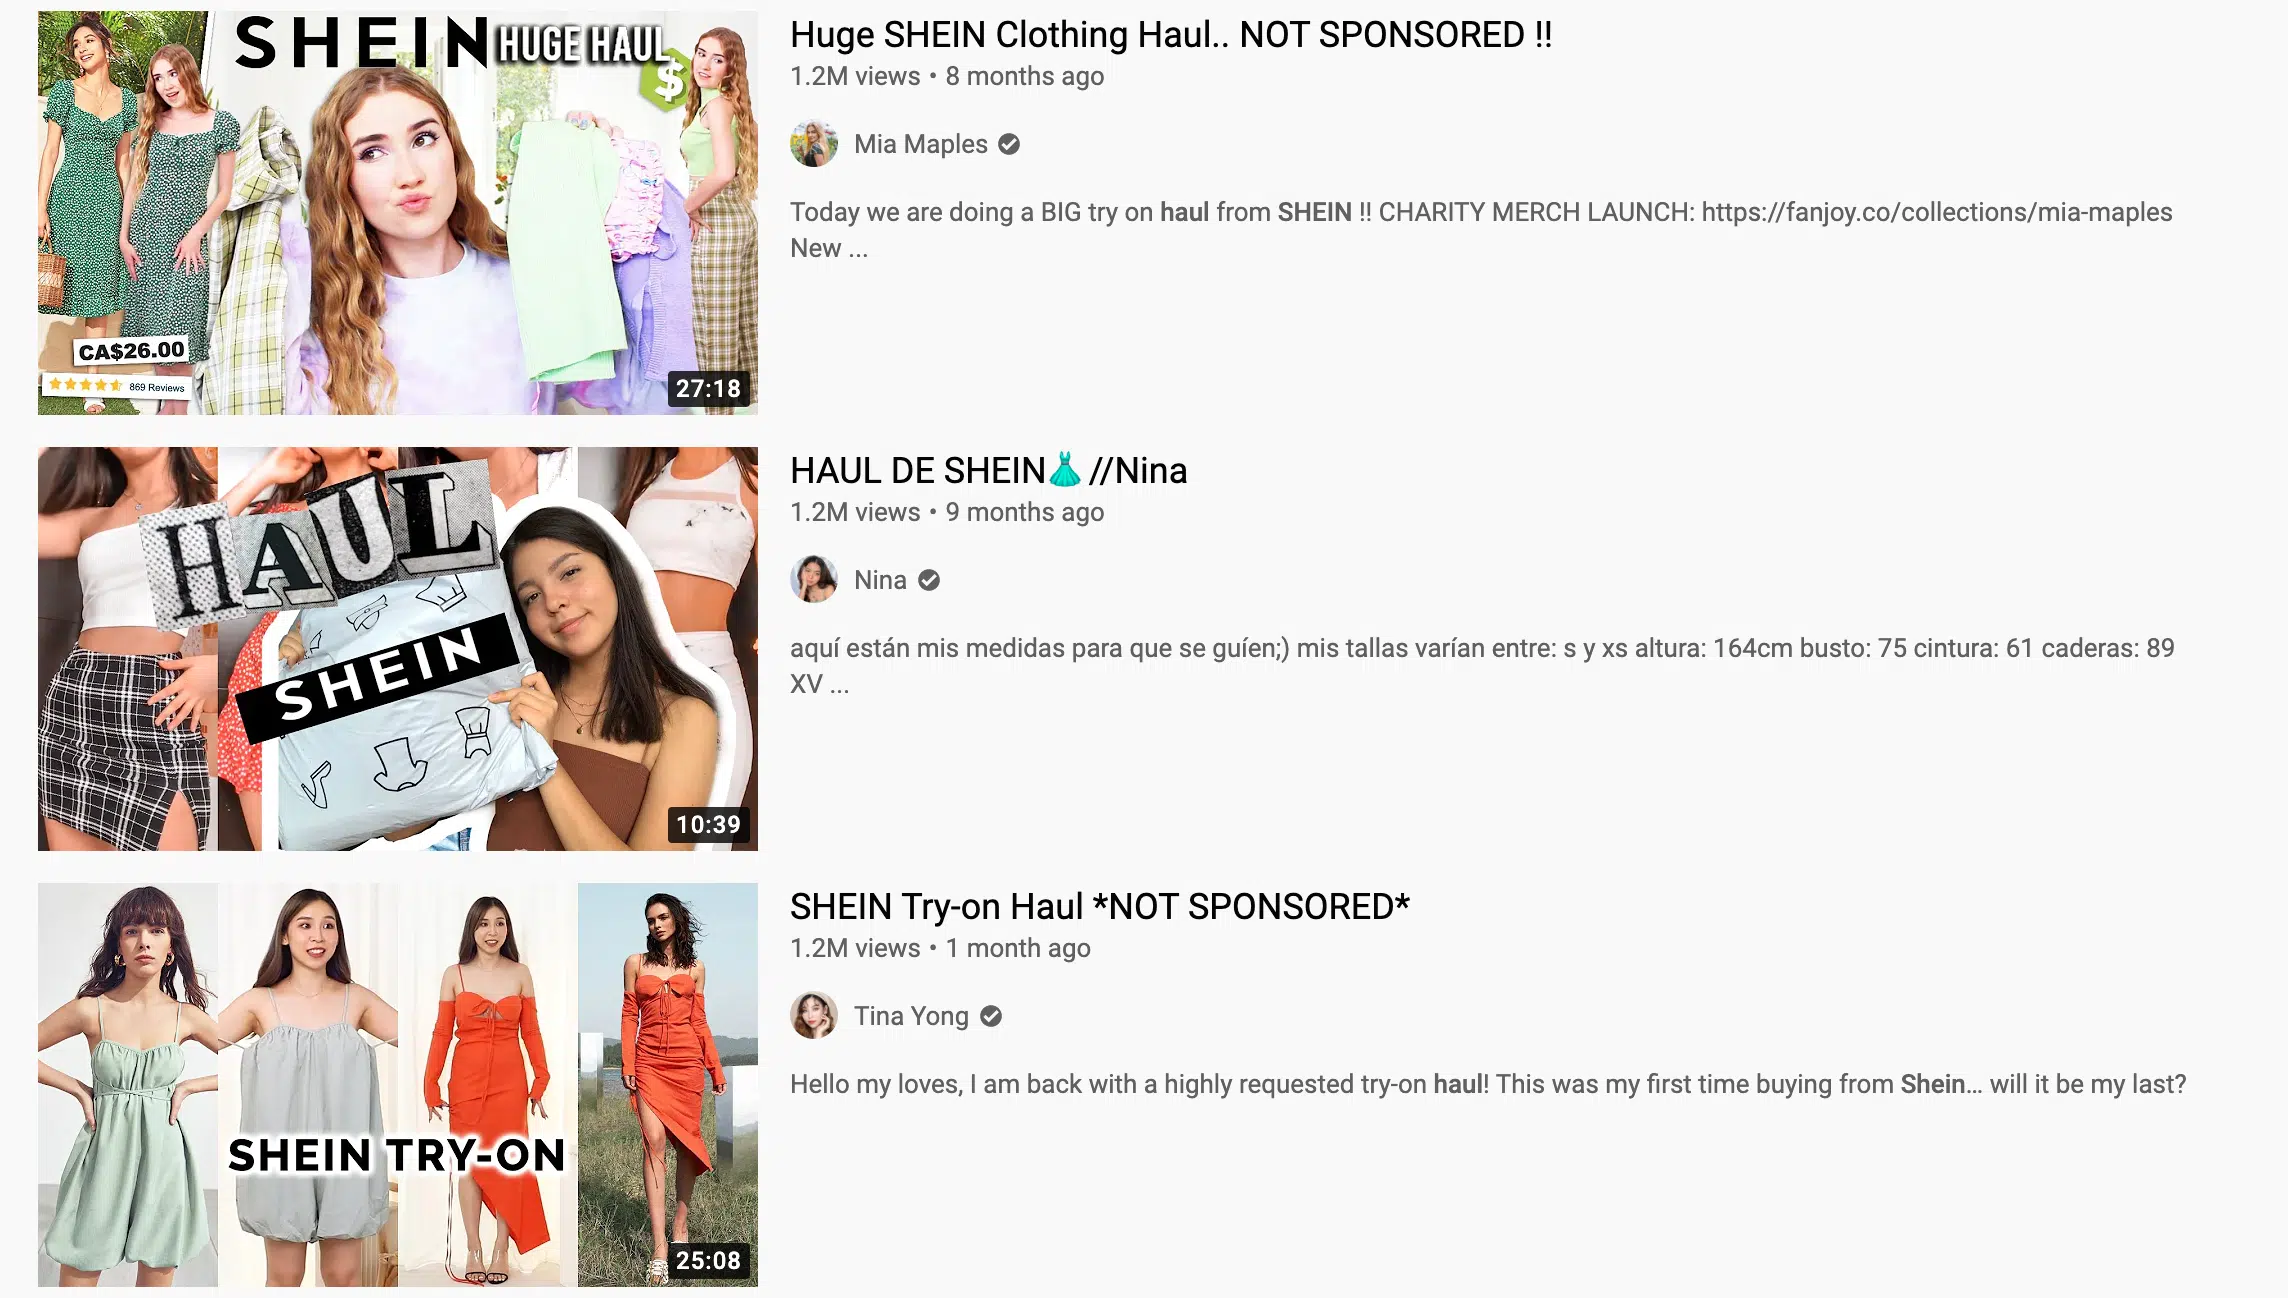 SHEIN HUGE HAUL
$
CA$26.00
869 Reviews
27:18
Huge SHEIN Clothing Haul.. NOT SPONSORED !!
1.2M views • 8 months ago
Mia Maples
Today we are doing a BIG try on haul from SHEIN !! CHARITY MERCH LAUNCH: https://fanjoy.co/collections/mia-maples
New ...
HAUL
SHEIN
10:39
HAUL DE SHEIN👗//Nina
1.2M views • 9 months ago
Nina
aquí están mis medidas para que se guíen;) mis tallas varían entre: s y xs altura: 164cm busto: 75 cintura: 61 caderas: 89
XV ...
SHEIN TRY-ON
25:08
SHEIN Try-on Haul *NOT SPONSORED*
1.2M views • 1 month ago
Tina Yong
Hello my loves, I am back with a highly requested try-on haul! This was my first time buying from Shein... will it be my last?